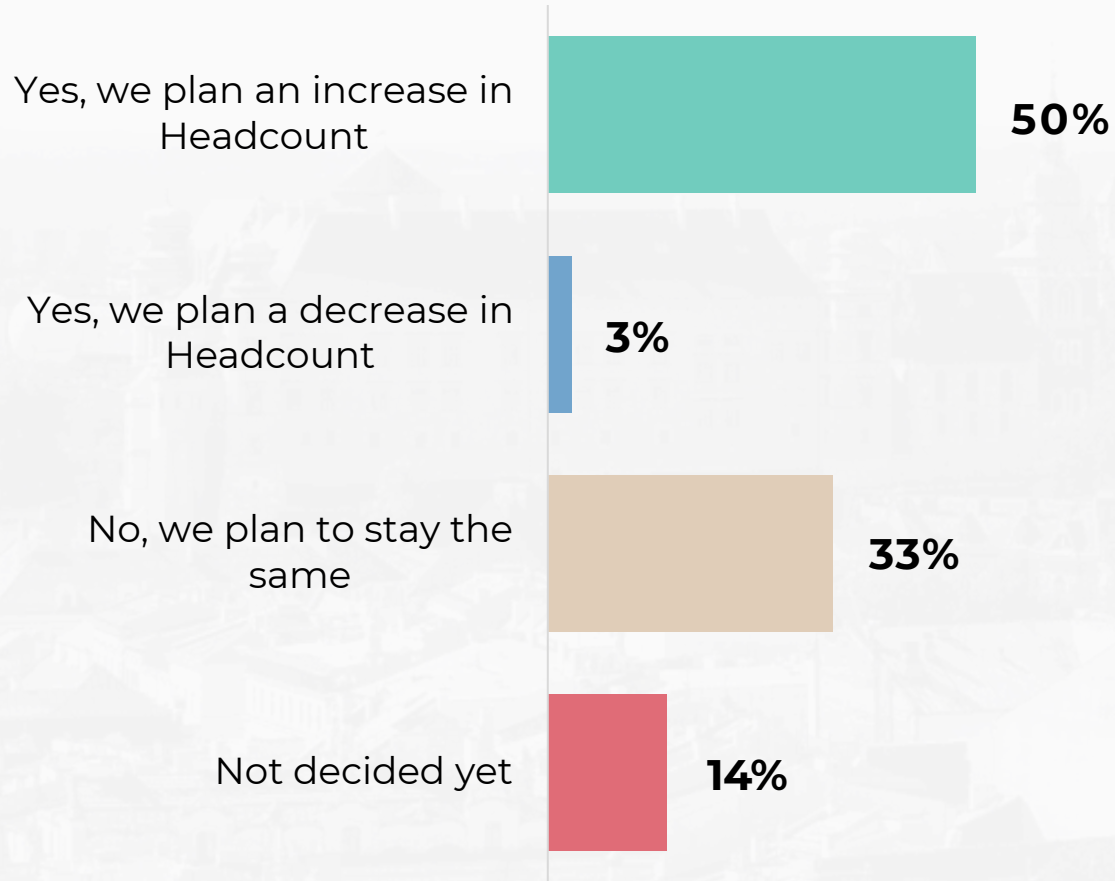 Yes, we plan an increase in
Headcount
50%
Yes, we plan a decrease in
Headcount
3%
No, we plan to stay the
same
33%
Not decided yet
14%